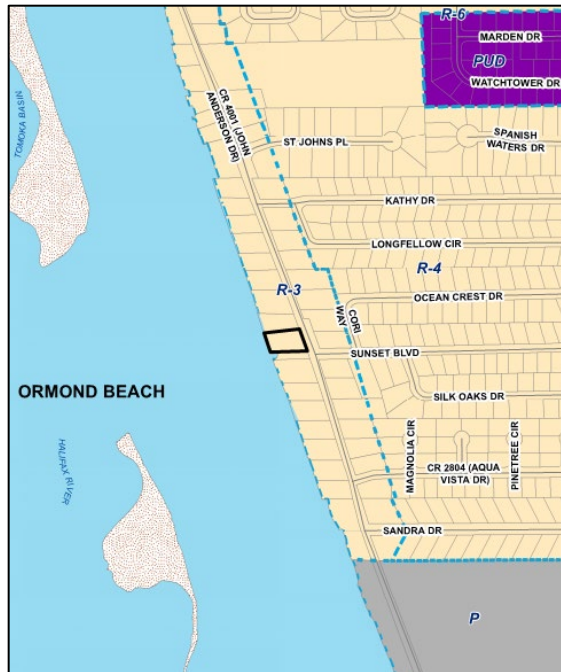 R-6
MARDEN DR
PUD
WATCHTOWER DR
TOMOKA BASIN
CR 4001 (JOHN
ANDERSON DR)
ST JOHNS PL
SPANISH
WATERS DR
KATHY DR
LONGFELLOW CIR
R-4
R-3
OCEAN CREST DR
CORI
WAY
SUNSET BLVD
ORMOND BEACH
SILK OAKS DR
HALIFAX RIVER
MAGNOLIA CIR
PINETREE CIR
CR 2804 (AQUA
VISTA DR)
SANDRA DR
P